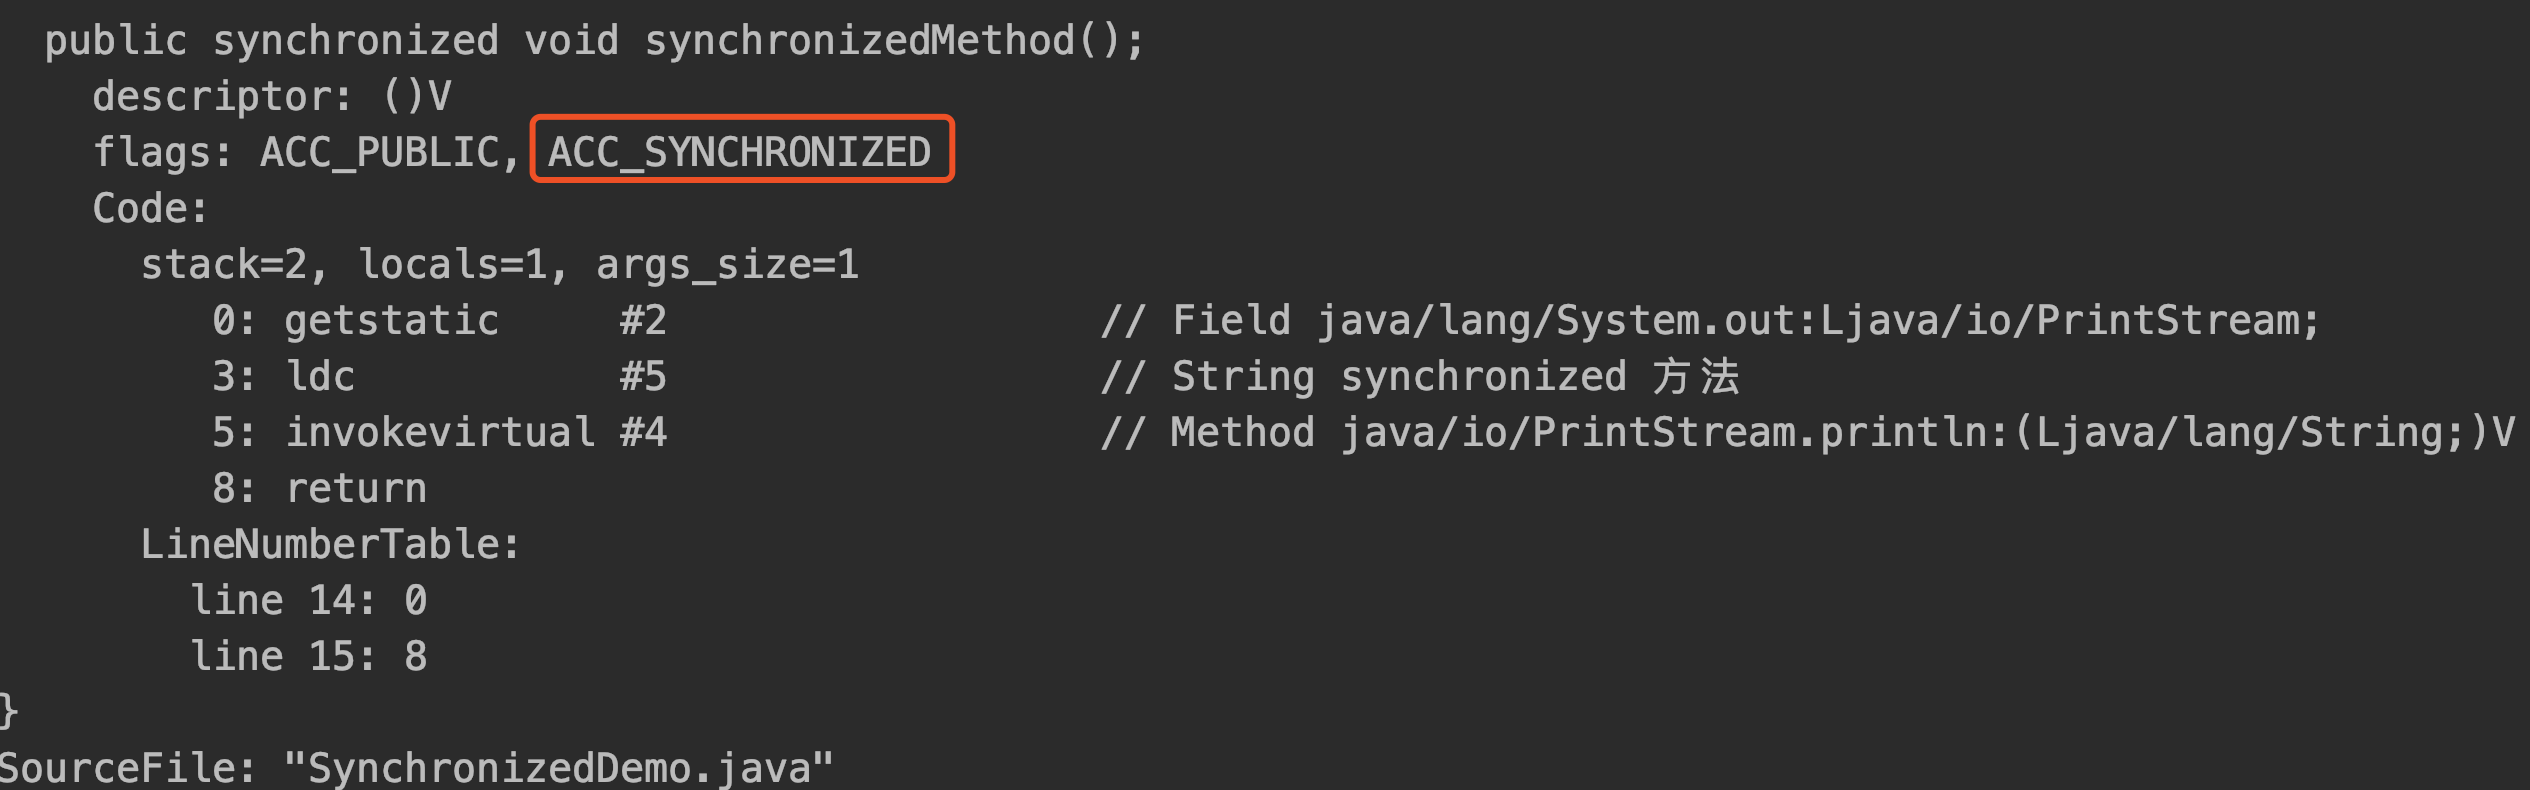 public synchronized void synchronizedMethod();
descriptor: ()V
flags: ACC_PUBLIC, ACC_SYNCHRONIZED
Code:
stack=2, locals=1, args_size=1
0: getstatic #2 // Field java/lang/System.out:Ljava/io/PrintStream;
3: ldc #5 // String synchronized 方法
5: invokevirtual #4 // Method java/io/PrintStream.println:(Ljava/lang/String;)V
8: return
LineNumberTable:
line 14: 0
line 15: 8
}
SourceFile: "SynchronizedDemo.java"